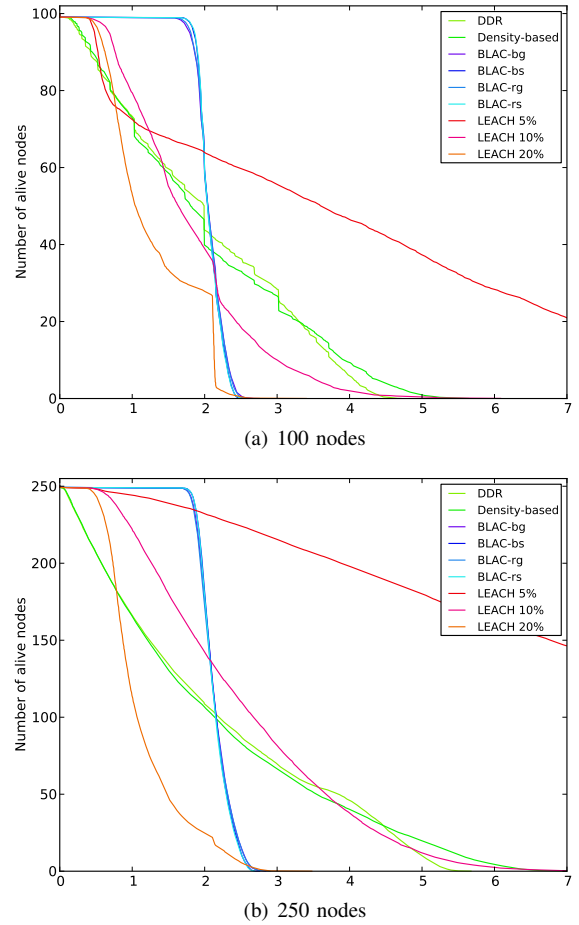 100
80
60
40
20
0
Number of alive nodes
DDR
Density-based
BLAC-bg
BLAC-bs
BLAC-rg
BLAC-rs
LEACH 5%
LEACH 10%
LEACH 20%
0 1 2 3 4 5 6 7
(a) 100 nodes
250
200
150
100
50
0
Number of alive nodes
DDR
Density-based
BLAC-bg
BLAC-bs
BLAC-rg
BLAC-rs
LEACH 5%
LEACH 10%
LEACH 20%
0 1 2 3 4 5 6 7
(b) 250 nodes